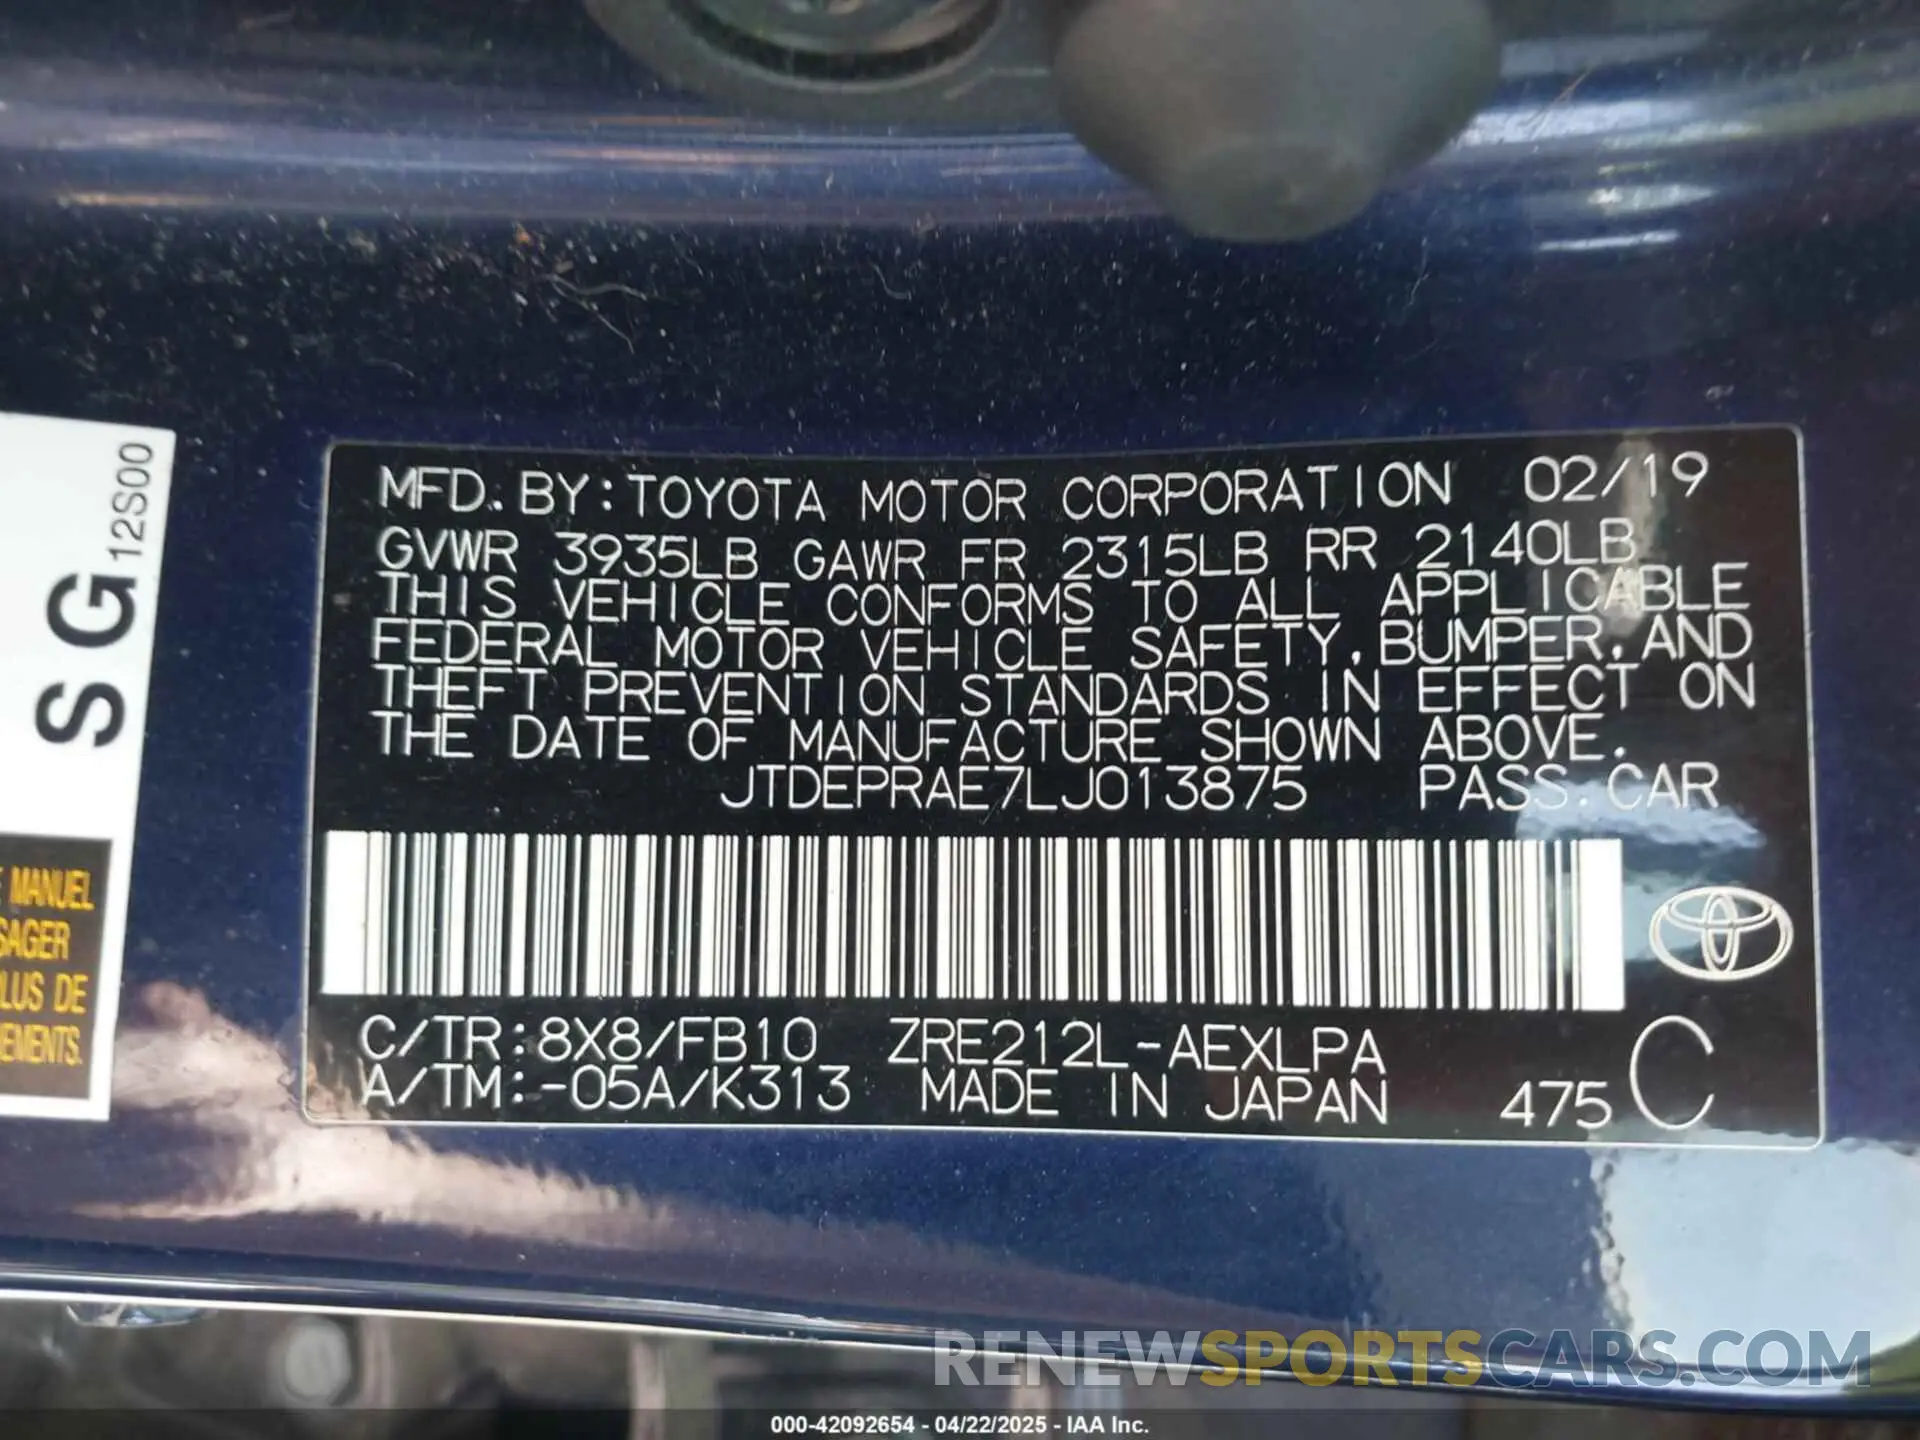 MFD. BY: TOYOTA MOTOR CORPORATION 02/19
GVWR 3935LB GAWR FR 2315LB RR 2140LB
THIS VEHICLE CONFORMS TO ALL APPLICABLE
FEDERAL MOTOR VEHICLE SAFETY, BUMPER, AND
THEFT PREVENTION STANDARDS IN EFFECT ON
THE DATE OF MANUFACTURE SHOWN ABOVE.
JTDEPRAE7LJ013875 PASS. CAR
C/TR: 8X8/FB10 ZRE212L-AEXLPA
A/TM: -05A/K313 MADE IN JAPAN 475 C
SG 12S00
MANUEL
SAGER
PLUS DE
RENEWSPORTSCARS.COM
000-42092654 - 04/22/2025 - IAA Inc.